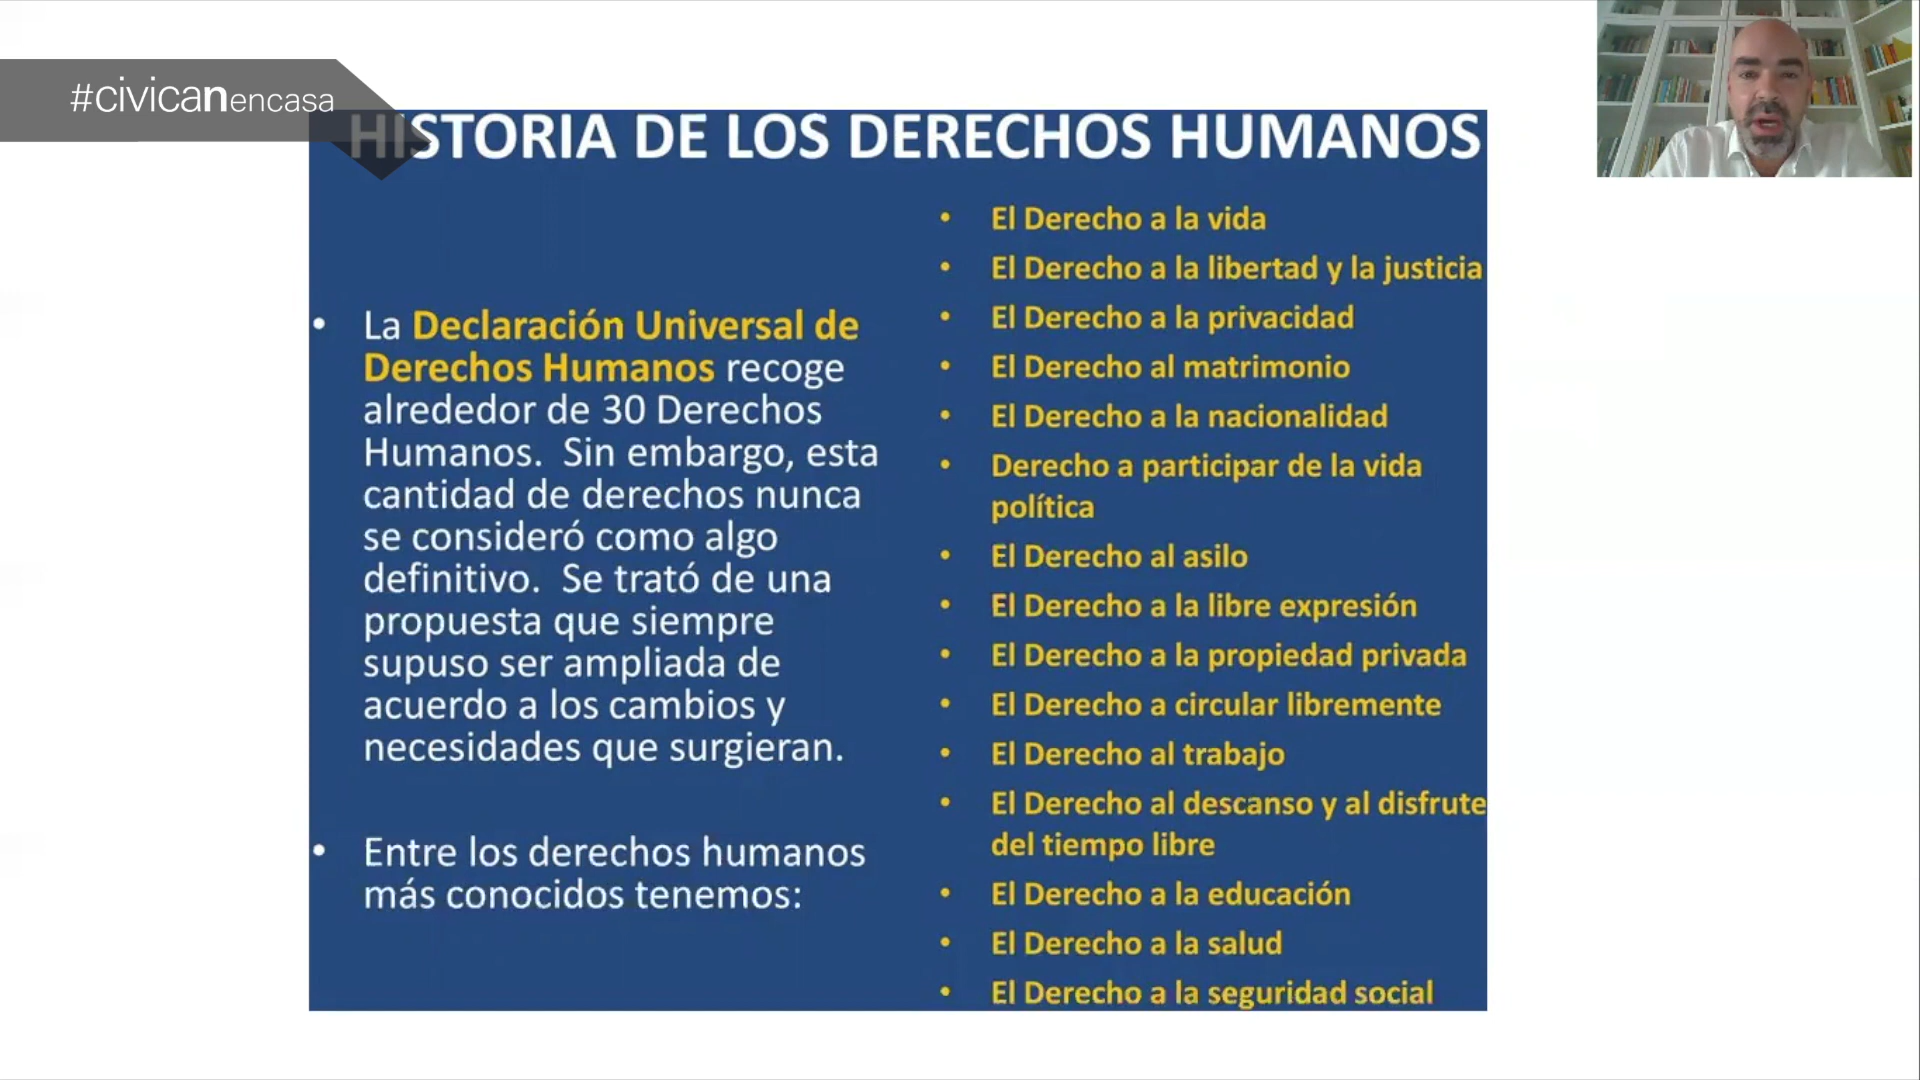 #civicanencasa
HISTORIA DE LOS DERECHOS HUMANOS
• La Declaración Universal de
Derechos Humanos recoge
alrededor de 30 Derechos
Humanos.  Sin embargo, esta
cantidad de derechos nunca
se consideró como algo
definitivo.  Se trató de una
propuesta que siempre
supuso ser ampliada de
acuerdo a los cambios y
necesidades que surgieran.
• Entre los derechos humanos
más conocidos tenemos:
• El Derecho a la vida
• El Derecho a la libertad y la justicia
• El Derecho a la privacidad
• El Derecho al matrimonio
• El Derecho a la nacionalidad
• Derecho a participar de la vida
política
• El Derecho al asilo
• El Derecho a la libre expresión
• El Derecho a la propiedad privada
• El Derecho a circular libremente
• El Derecho al trabajo
• El Derecho al descanso y al disfrute
del tiempo libre
• El Derecho a la educación
• El Derecho a la salud
• El Derecho a la seguridad social